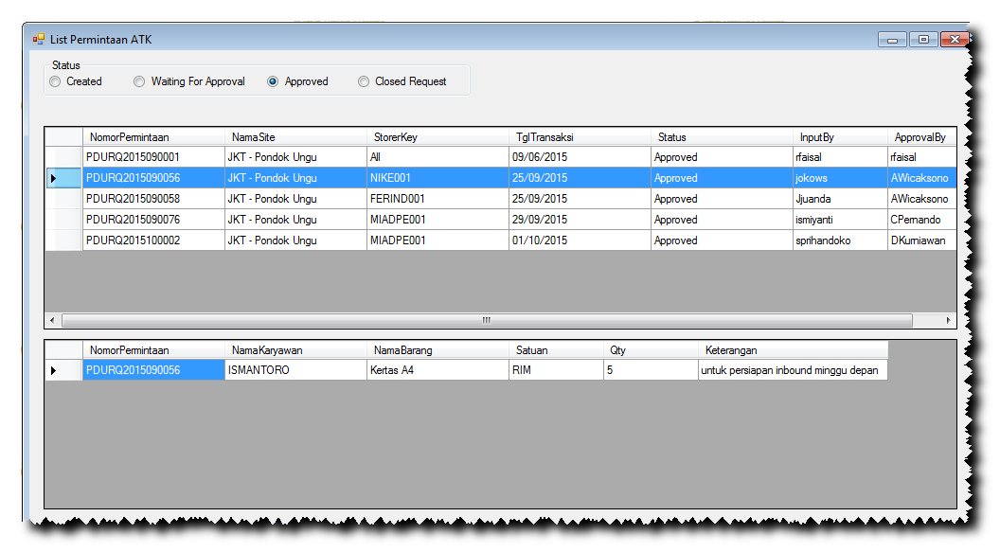 List Permintaan ATK
Status
Created Waiting For Approval Approved Closed Request
NomorPermintaan NamaSite StorerKey TglTransaksi Status InputBy ApprovalBy
PDURQ2015090001 JKT - Pondok Ungu All 09/06/2015 Approved rfaisal rfaisal
PDURQ2015090056 JKT - Pondok Ungu NIKE001 25/09/2015 Approved jokows AWicaksono
PDURQ2015090058 JKT - Pondok Ungu FERIND001 25/09/2015 Approved Jjuanda AWicaksono
PDURQ2015090076 JKT - Pondok Ungu MIADPE001 29/09/2015 Approved ismiyanti CPernando
PDURQ2015100002 JKT - Pondok Ungu MIADPE001 01/10/2015 Approved sprihandoko DKurniawan
NomorPermintaan NamaKaryawan NamaBarang Satuan Qty Keterangan
PDURQ2015090056 ISMANTORO Kertas A4 RIM 5 untuk persiapan inbound minggu depan